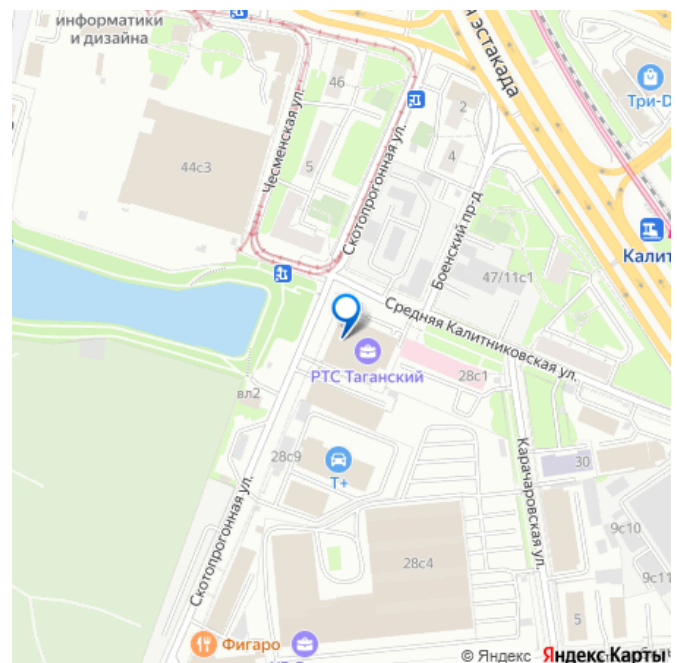 информатики
и дизайна
я эстакада
46
2
Три-D
Чесменская ул.
5
4
44с3
Скотопрогонная ул.
Боенский пр-д
Калит
47/11с1
Средняя Калитниковская ул.
РТС Таганский
28с1
вл2
28с9
Т+
Карачаровская ул.
30
Скотопрогонная ул.
9с10
28с4
9с11
5
Фигаро
© Яндекс Яндекс Карты